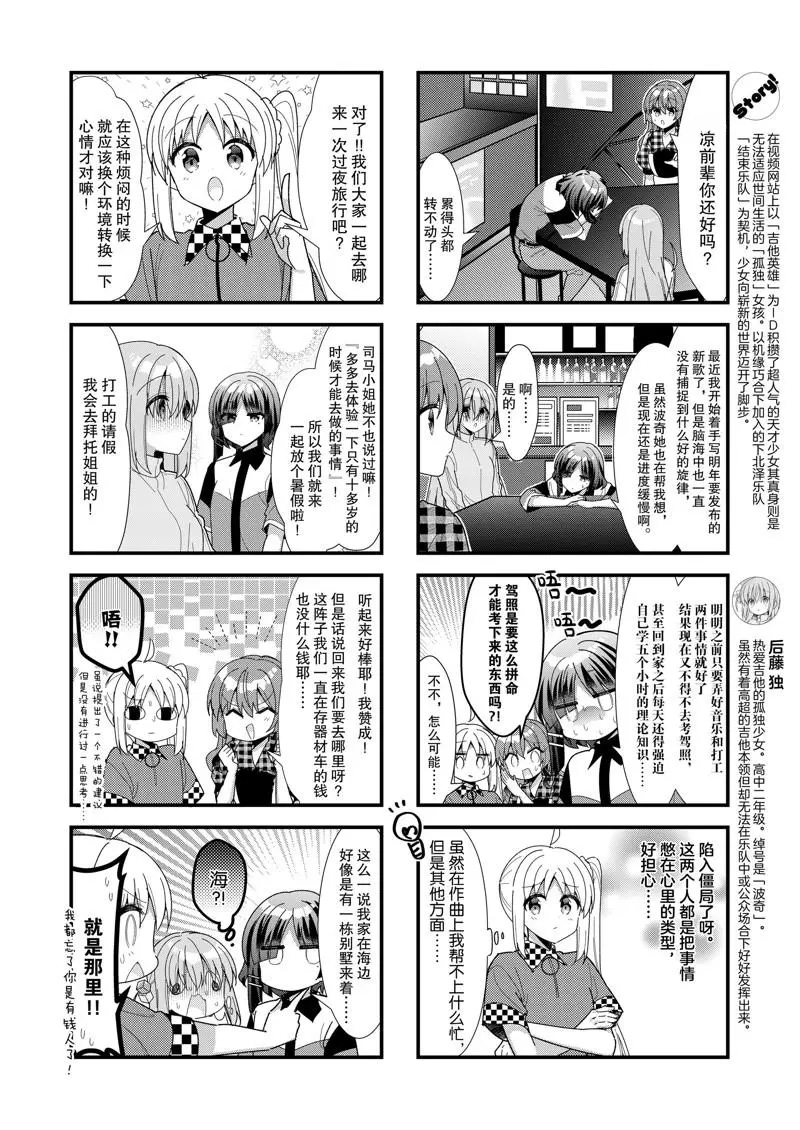 Story!
在视频网站上以「吉他英雄」为ID积攒了超人气的天才少女其真身则是
无法适应世间生活的「孤独」女孩。以机缘巧合下加入的下北泽乐队
「结束乐队」为契机，少女向崭新的世界迈开了脚步。
后藤 独
热爱吉他的孤独少女。高中二年级。绰号是「波奇」。
虽然有着高超的吉他本领但却无法在乐队中或公众场合下好好发挥出来。
凉前辈你还好吗？
累得头都
转不动了……
最近我开始着手写明年要发布的
新歌了，但是脑海中也一直
没有捕捉到什么好的旋律，
虽然波奇她也在帮我想，
但是现在还是进度缓慢啊。
啊……
是的……
明明之前只要弄好音乐和打工
两件事情就好了
结果现在又不得不去考驾照，
甚至回到家之后每天还得强迫
自己学五个小时的理论知识……
唔～
唔～
驾照是要这么拼命
才能考下来的东西吗?!
不不，怎么可能……
陷入僵局了呀。
这两个人都是把事情
憋在心里的类型，
好担心……
虽然在作曲上我帮不上什么忙，
但是其他方面……
对了!!我们大家一起去哪
来一次过夜旅行吧？
在这种烦闷的时候
就应该换个环境转换一下
心情才对嘛！
司马小姐她不也说过嘛！
『多多去体验一下只有十多岁的
时候才能去做的事情』！
所以我们就来
一起放个暑假啦！
打工的请假
我会去拜托姐姐的！
听起来好棒耶！我赞成！
但是话说回来我们要去哪里呀？
这阵子我们一直在存器材车的钱
也没什么钱耶……
唔!!
虽说提出了一个不错的建议
但是没有进行过一点思考……
这么一说我家在海边
好像是有一栋别墅来着……
海?!
就是那里!!
我都忘了你是有钱人了！